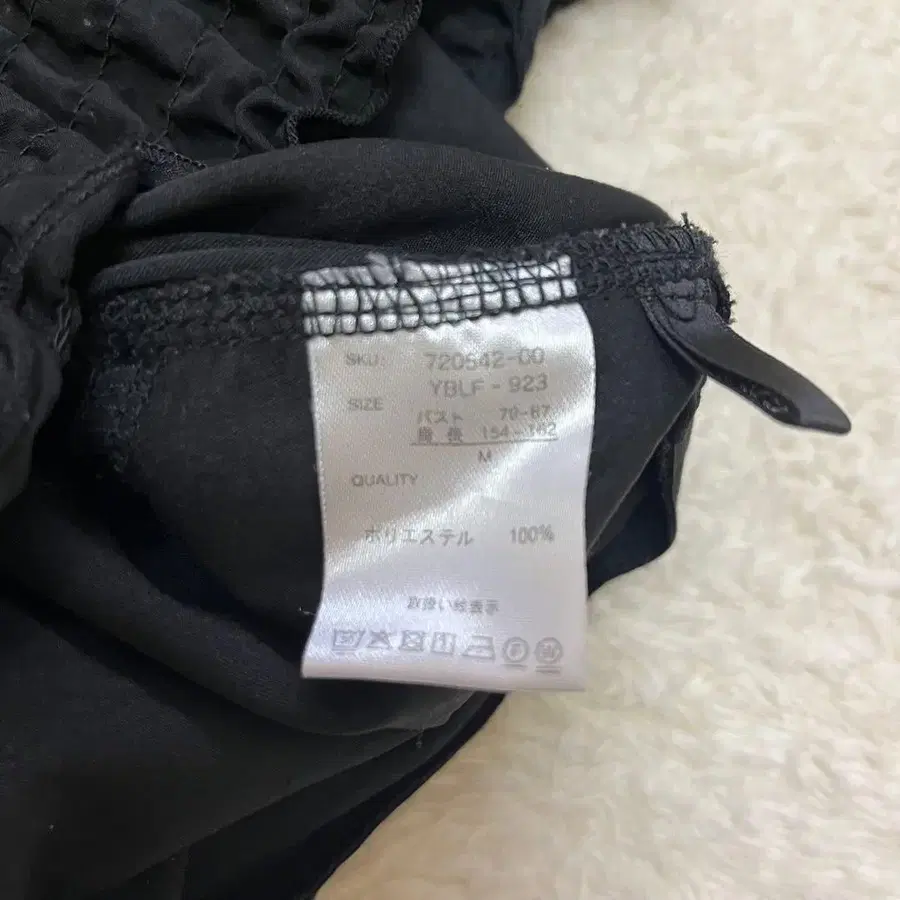 SKU: 720542-00
YBLF-923
SIZE
バスト 79-87
身長 154-162
M
QUALITY
ポリエステル 100%
取扱い絵表示